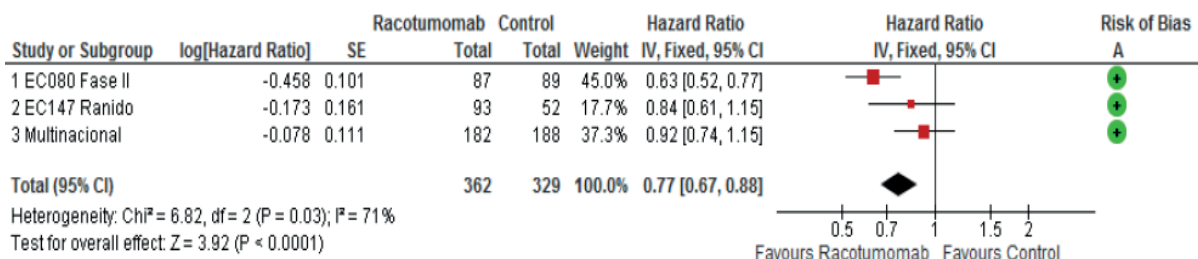 Racotumomab Control Hazard Ratio Hazard Ratio Risk of Bias
Study or Subgroup log[Hazard Ratio] SE Total Total Weight IV, Fixed, 95% CI IV, Fixed, 95% CI A
1 EC080 Fase II -0.458 0.101 87 89 45.0% 0.63 [0.52, 0.77] +
2 EC147 Ranido -0.173 0.161 93 52 17.7% 0.84 [0.61, 1.15] +
3 Multinacional -0.078 0.111 182 188 37.3% 0.92 [0.74, 1.15] +
Total (95% CI) 362 329 100.0% 0.77 [0.67, 0.88]
Heterogeneity: Chi² = 6.82, df = 2 (P = 0.03); I² = 71%
Test for overall effect: Z = 3.92 (P < 0.0001)
0.5 0.7 1 1.5 2
Favours Racotumomab Favours Control